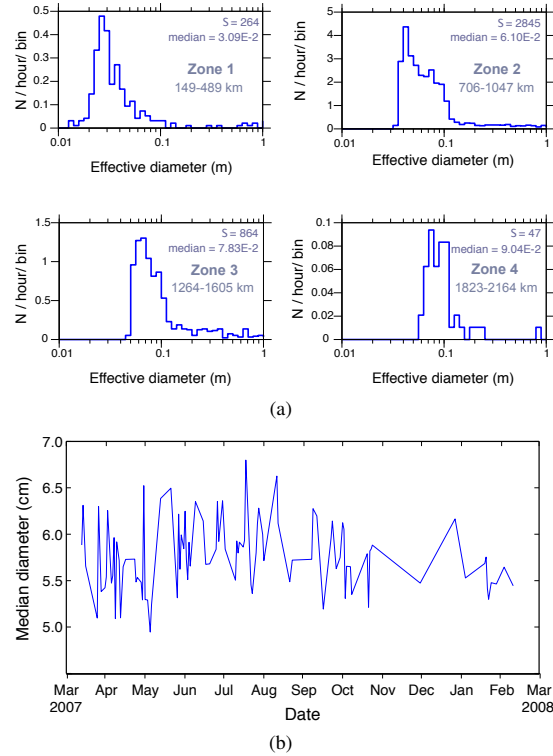 N / hour/ bin
0.5
0.4
0.3
0.2
0.1
0
0.01
0.1
1
S = 264
median = 3.09E-2
Zone 1
149-489 km
Effective diameter (m)
N / hour/ bin
5
4
3
2
1
0
0.01
0.1
1
S = 2845
median = 6.10E-2
Zone 2
706-1047 km
Effective diameter (m)
N / hour/ bin
1.5
1
0.5
0
0.01
0.1
1
S = 864
median = 7.83E-2
Zone 3
1264-1605 km
Effective diameter (m)
N / hour/ bin
0.1
0.08
0.06
0.04
0.02
0
0.01
0.1
1
S = 47
median = 9.04E-2
Zone 4
1823-2164 km
Effective diameter (m)
(a)
Median diameter (cm)
7.0
6.5
6.0
5.5
5.0
Mar Apr May Jun Jul Aug Sep Oct Nov Dec Jan Feb Mar
2007 2008
Date
(b)